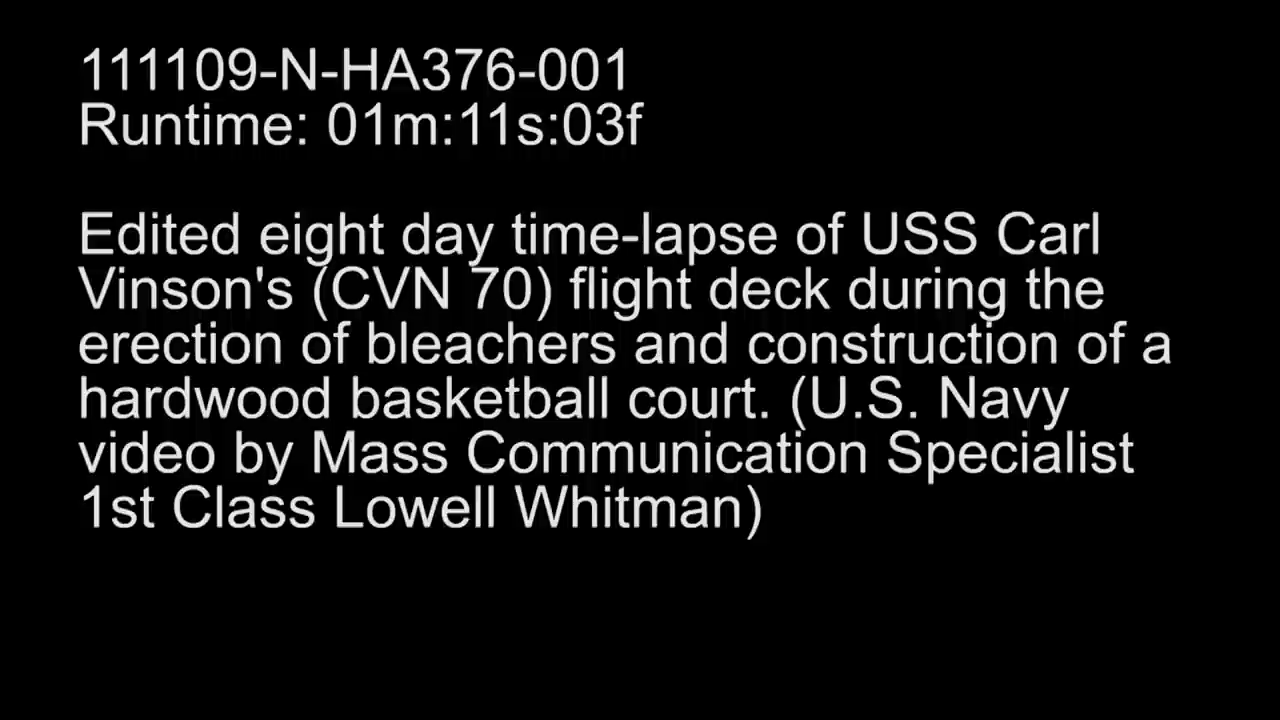 111109-N-HA376-001
Runtime: 01m:11s:03f
Edited eight day time-lapse of USS Carl
Vinson's (CVN 70) flight deck during the
erection of bleachers and construction of a
hardwood basketball court. (U.S. Navy
video by Mass Communication Specialist
1st Class Lowell Whitman)